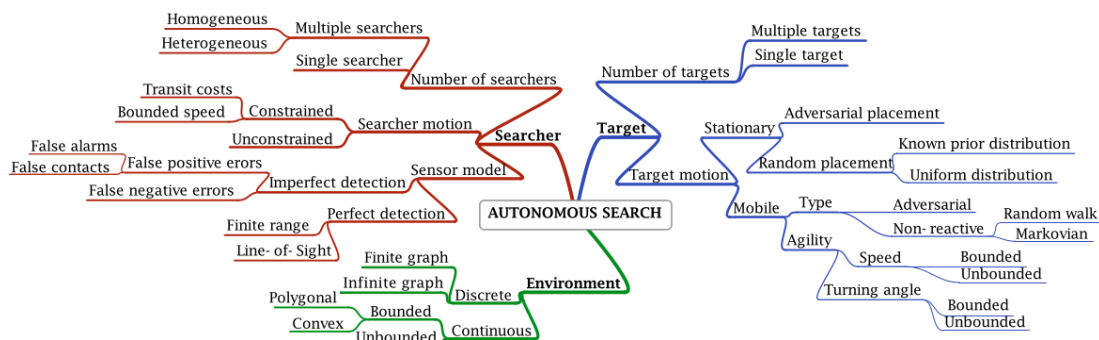 AUTONOMOUS SEARCH
Searcher
Number of searchers
Multiple searchers
Homogeneous
Heterogeneous
Single searcher
Searcher motion
Constrained
Transit costs
Bounded speed
Unconstrained
Sensor model
Imperfect detection
False positive erors
False alarms
False contacts
False negative errors
Perfect detection
Finite range
Line- of- Sight
Target
Number of targets
Multiple targets
Single target
Target motion
Stationary
Adversarial placement
Random placement
Known prior distribution
Uniform distribution
Mobile
Type
Adversarial
Non- reactive
Random walk
Markovian
Agility
Speed
Bounded
Unbounded
Turning angle
Bounded
Unbounded
Environment
Discrete
Finite graph
Infinite graph
Continuous
Bounded
Polygonal
Convex
Unbounded